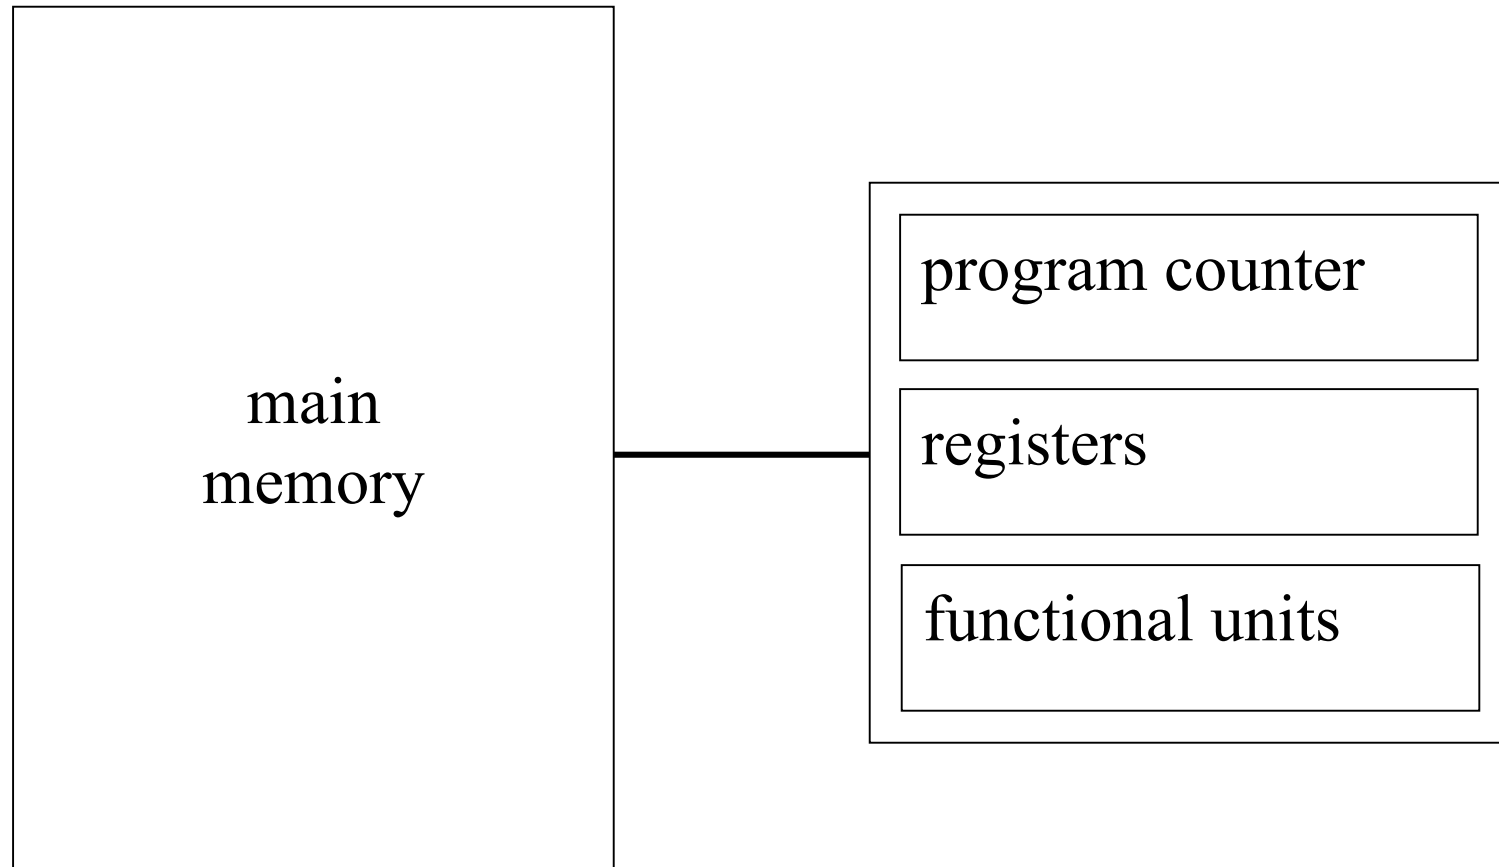 main
memory
program counter
registers
functional units